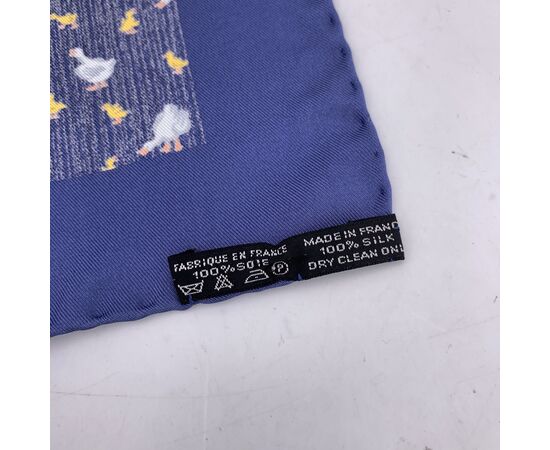 FABRIQUE EN FRANCE
100% SOIE
P
MADE IN FRANC
100% SILK
DRY CLEAN ONL